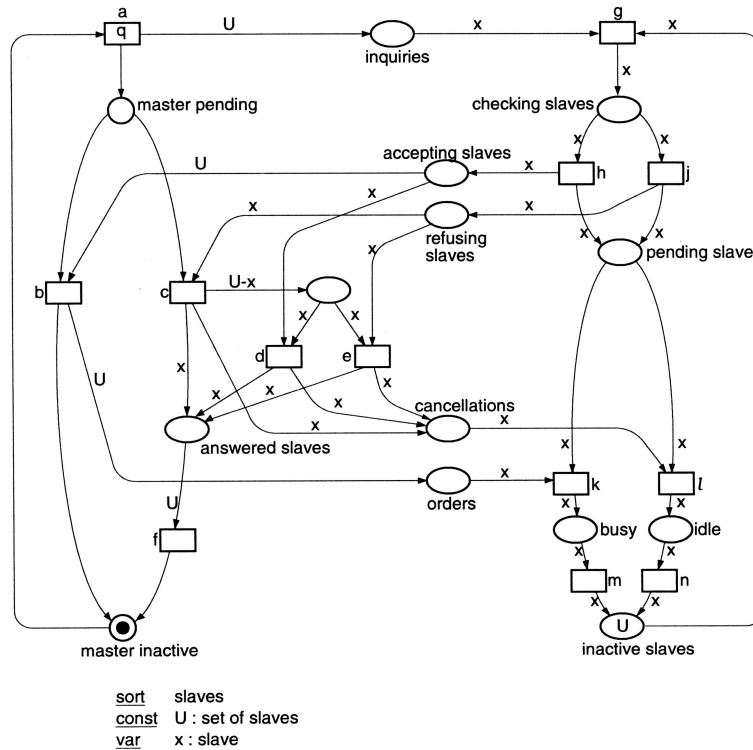 a
q
U
x
g
x
inquiries
x
master pending
checking slaves
x
x
accepting slaves
U
x
h
j
x
x
x
refusing
slaves
x
x
x
pending slaves
b
c
U-x
x
x
d
e
U
x
x
x
x
x
cancellations
x
x
answered slaves
x
x
x
U
orders
x
k
l
x
x
f
busy
idle
x
x
m
n
x
x
U
master inactive
inactive slaves
sort slaves
const U : set of slaves
var x : slave